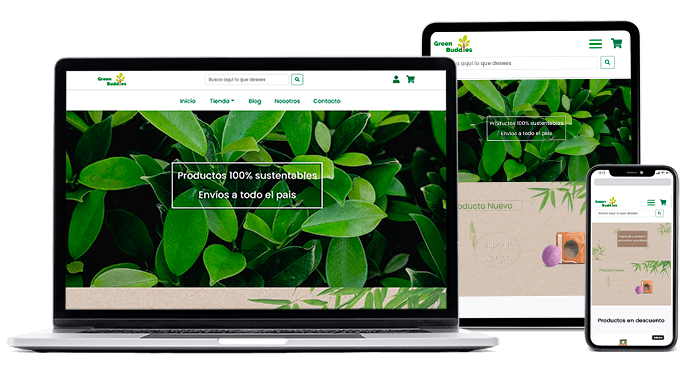 Green
Buddies
Busca aquí lo que desees
Inicio
Tienda
Blog
Nosotros
Contacto
Productos 100% sustentables
Envíos a todo el país
Green
Buddies
aquí lo que desees
Productos 100% sustentables
Envíos a todo el país
Producto Nuevo
Green
Buddies
Busca aquí lo que desees
Producto Nuevo
Productos en descuento